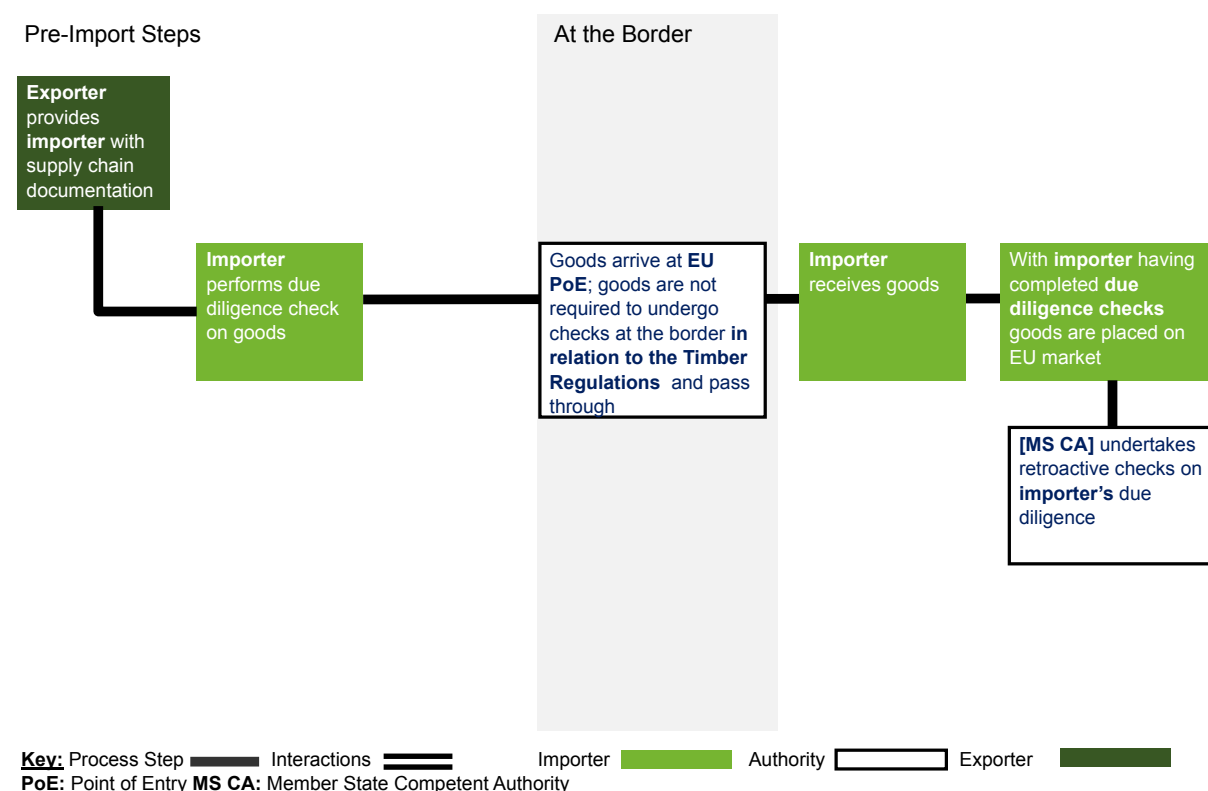 Pre-Import Steps
At the Border
Exporter
provides
importer with
supply chain
documentation
Importer
performs due
diligence check
on goods
Goods arrive at EU
PoE; goods are not
required to undergo
checks at the border in
relation to the Timber
Regulations and pass
through
Importer
receives goods
With importer having
completed due
diligence checks
goods are placed on
EU market
[MS CA] undertakes
retroactive checks on
importer's due
diligence
Key: Process Step Interactions Importer Authority Exporter
PoE: Point of Entry MS CA: Member State Competent Authority